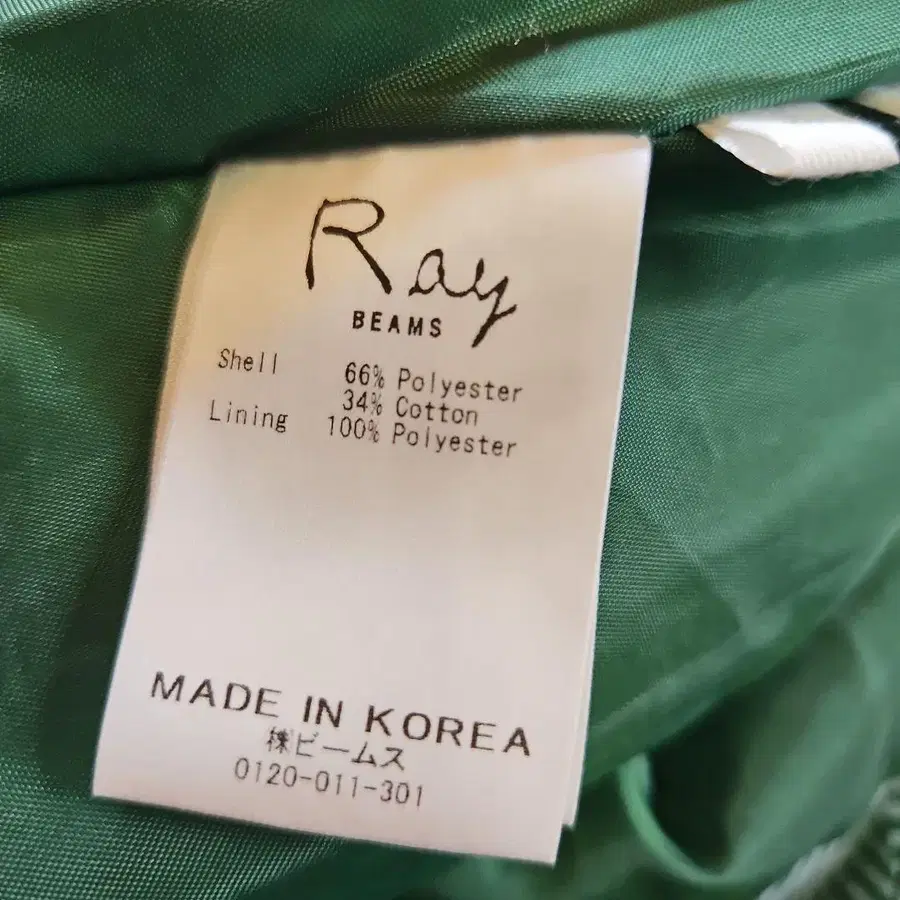 Ray
BEAMS
Shell 66% Polyester
34% Cotton
Lining 100% Polyester
MADE IN KOREA
㈱ビームス
0120-011-301